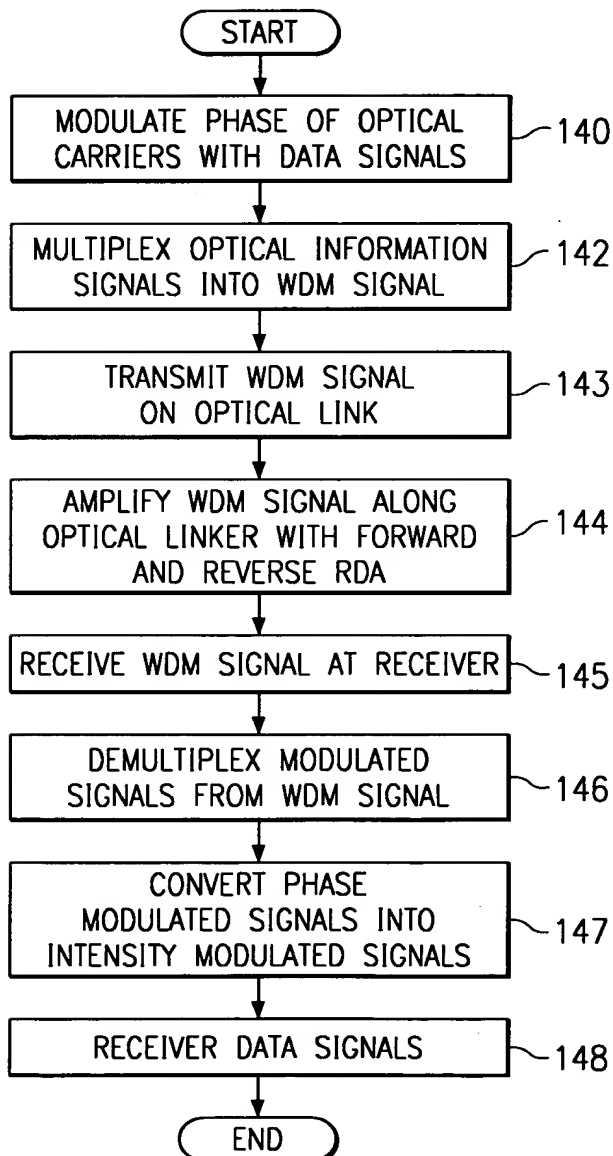 START
MODULATE PHASE OF OPTICAL
CARRIERS WITH DATA SIGNALS
140
MULTIPLEX OPTICAL INFORMATION
SIGNALS INTO WDM SIGNAL
142
TRANSMIT WDM SIGNAL
ON OPTICAL LINK
143
AMPLIFY WDM SIGNAL ALONG
OPTICAL LINKER WITH FORWARD
AND REVERSE RDA
144
RECEIVE WDM SIGNAL AT RECEIVER
145
DEMULTIPLEX MODULATED
SIGNALS FROM WDM SIGNAL
146
CONVERT PHASE
MODULATED SIGNALS INTO
INTENSITY MODULATED SIGNALS
147
RECEIVER DATA SIGNALS
148
END